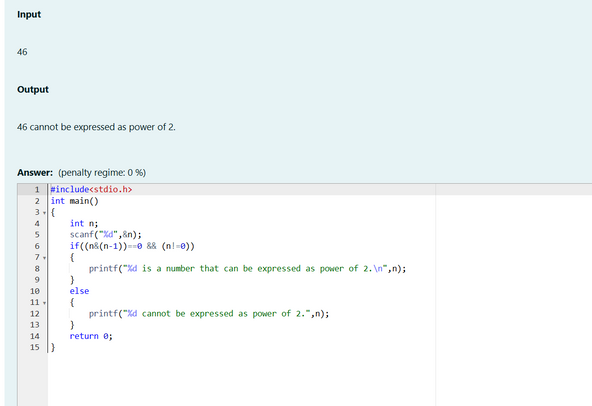 Input
46
Output
46 cannot be expressed as power of 2.
Answer: (penalty regime: 0 %)
1 #include<stdio.h>
2 int main()
3 {
4 int n;
5 scanf("%d",&n);
6 if((n&(n-1))==0 && (n!=0))
7 {
8 printf("%d is a number that can be expressed as power of 2.\n",n);
9 }
10 else
11 {
12 printf("%d cannot be expressed as power of 2.",n);
13 }
14 return 0;
15 }